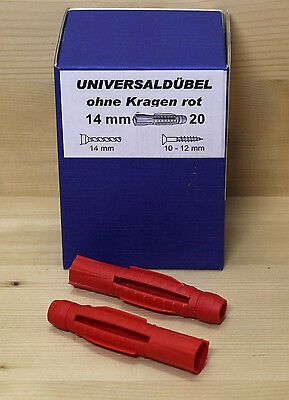 UNIVERSALDÜBEL
ohne Kragen rot
14 mm 20
14 mm 10 - 12 mm